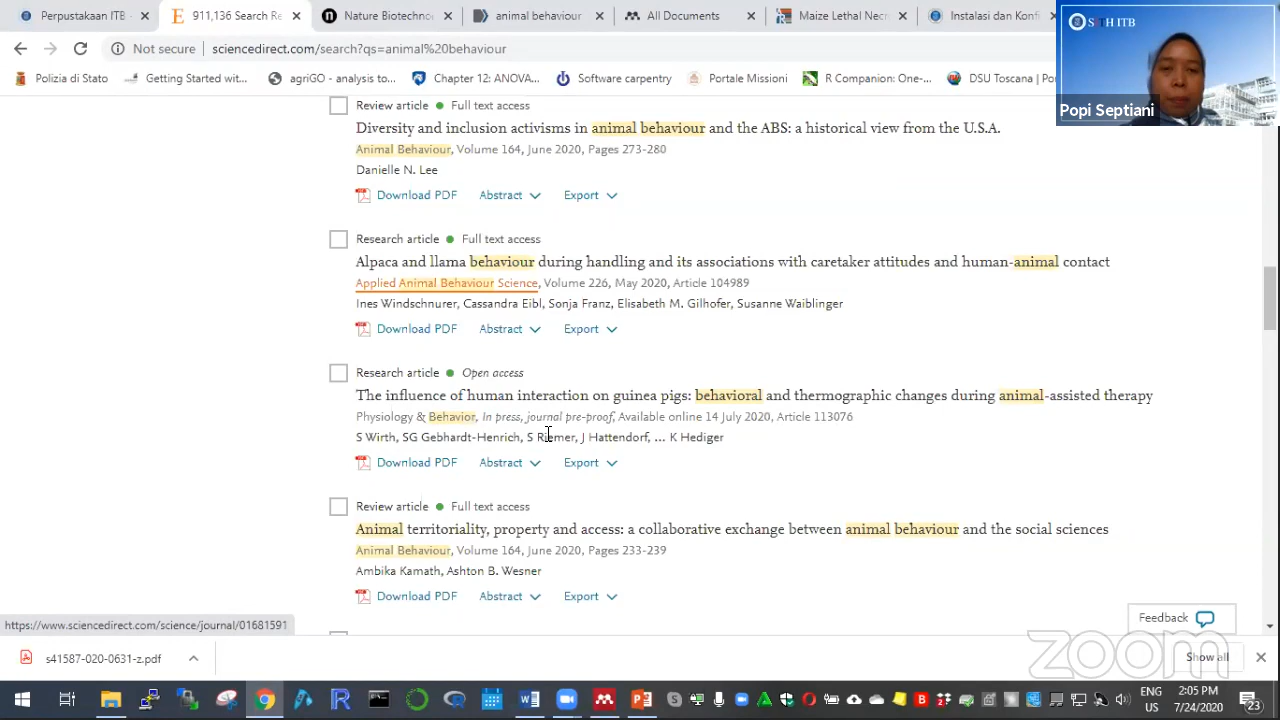 Perpustakaan ITB -
911,136 Search Re
Nature Biotechnolo
animal behaviour
All Documents
Maize Lethal Necro
Instalasi dan Konf
Not secure
sciencedirect.com/search?qs=animal%20behaviour
Polizia di Stato
Getting Started wit...
agriGO - analysis to...
Chapter 12: ANOVA...
Software carpentry
Portale Missioni
R Companion: One-...
DSU Toscana
SITH ITB
Popi Septiani
Review article Full text access
Diversity and inclusion activisms in animal behaviour and the ABS: a historical view from the U.S.A.
Animal Behaviour, Volume 164, June 2020, Pages 273-280
Danielle N. Lee
Download PDF Abstract Export
Research article Full text access
Alpaca and llama behaviour during handling and its associations with caretaker attitudes and human-animal contact
Applied Animal Behaviour Science, Volume 226, May 2020, Article 104989
Ines Windschnurer, Cassandra Eibl, Sonja Franz, Elisabeth M. Gilhofer, Susanne Waiblinger
Download PDF Abstract Export
Research article Open access
The influence of human interaction on guinea pigs: behavioral and thermographic changes during animal-assisted therapy
Physiology & Behavior, In press, journal pre-proof, Available online 14 July 2020, Article 113076
S Wirth, SG Gebhardt-Henrich, S Riemer, J Hattendorf, ... K Hediger
Download PDF Abstract Export
Review article Full text access
Animal territoriality, property and access: a collaborative exchange between animal behaviour and the social sciences
Animal Behaviour, Volume 164, June 2020, Pages 233-239
Ambika Kamath, Ashton B. Wesner
Download PDF Abstract Export
Feedback
https://www.sciencedirect.com/science/journal/01681591
s41587-020-0631-z.pdf
Show all
zoom
ENG
US
2:05 PM
7/24/2020
23